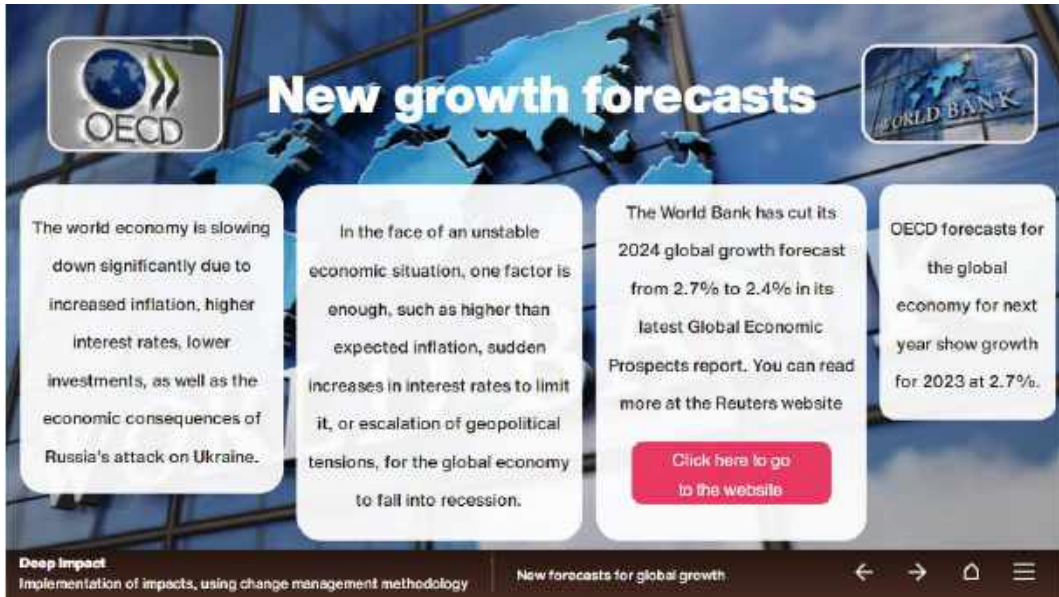 OECD
New growth forecasts
WORLD BANK
The world economy is slowing
down significantly due to
increased inflation, higher
interest rates, lower
investments, as well as the
economic consequences of
Russia's attack on Ukraine.
In the face of an unstable
economic situation, one factor is
enough, such as higher than
expected inflation, sudden
increases in interest rates to limit
it, or escalation of geopolitical
tensions, for the global economy
to fall into recession.
The World Bank has cut its
2024 global growth forecast
from 2.7% to 2.4% in its
latest Global Economic
Prospects report. You can read
more at the Reuters website
Click here to go
to the website
OECD forecasts for
the global
economy for next
year show growth
for 2023 at 2.7%.
Deep Impact
Implementation of impacts, using change management methodology
New forecasts for global growth